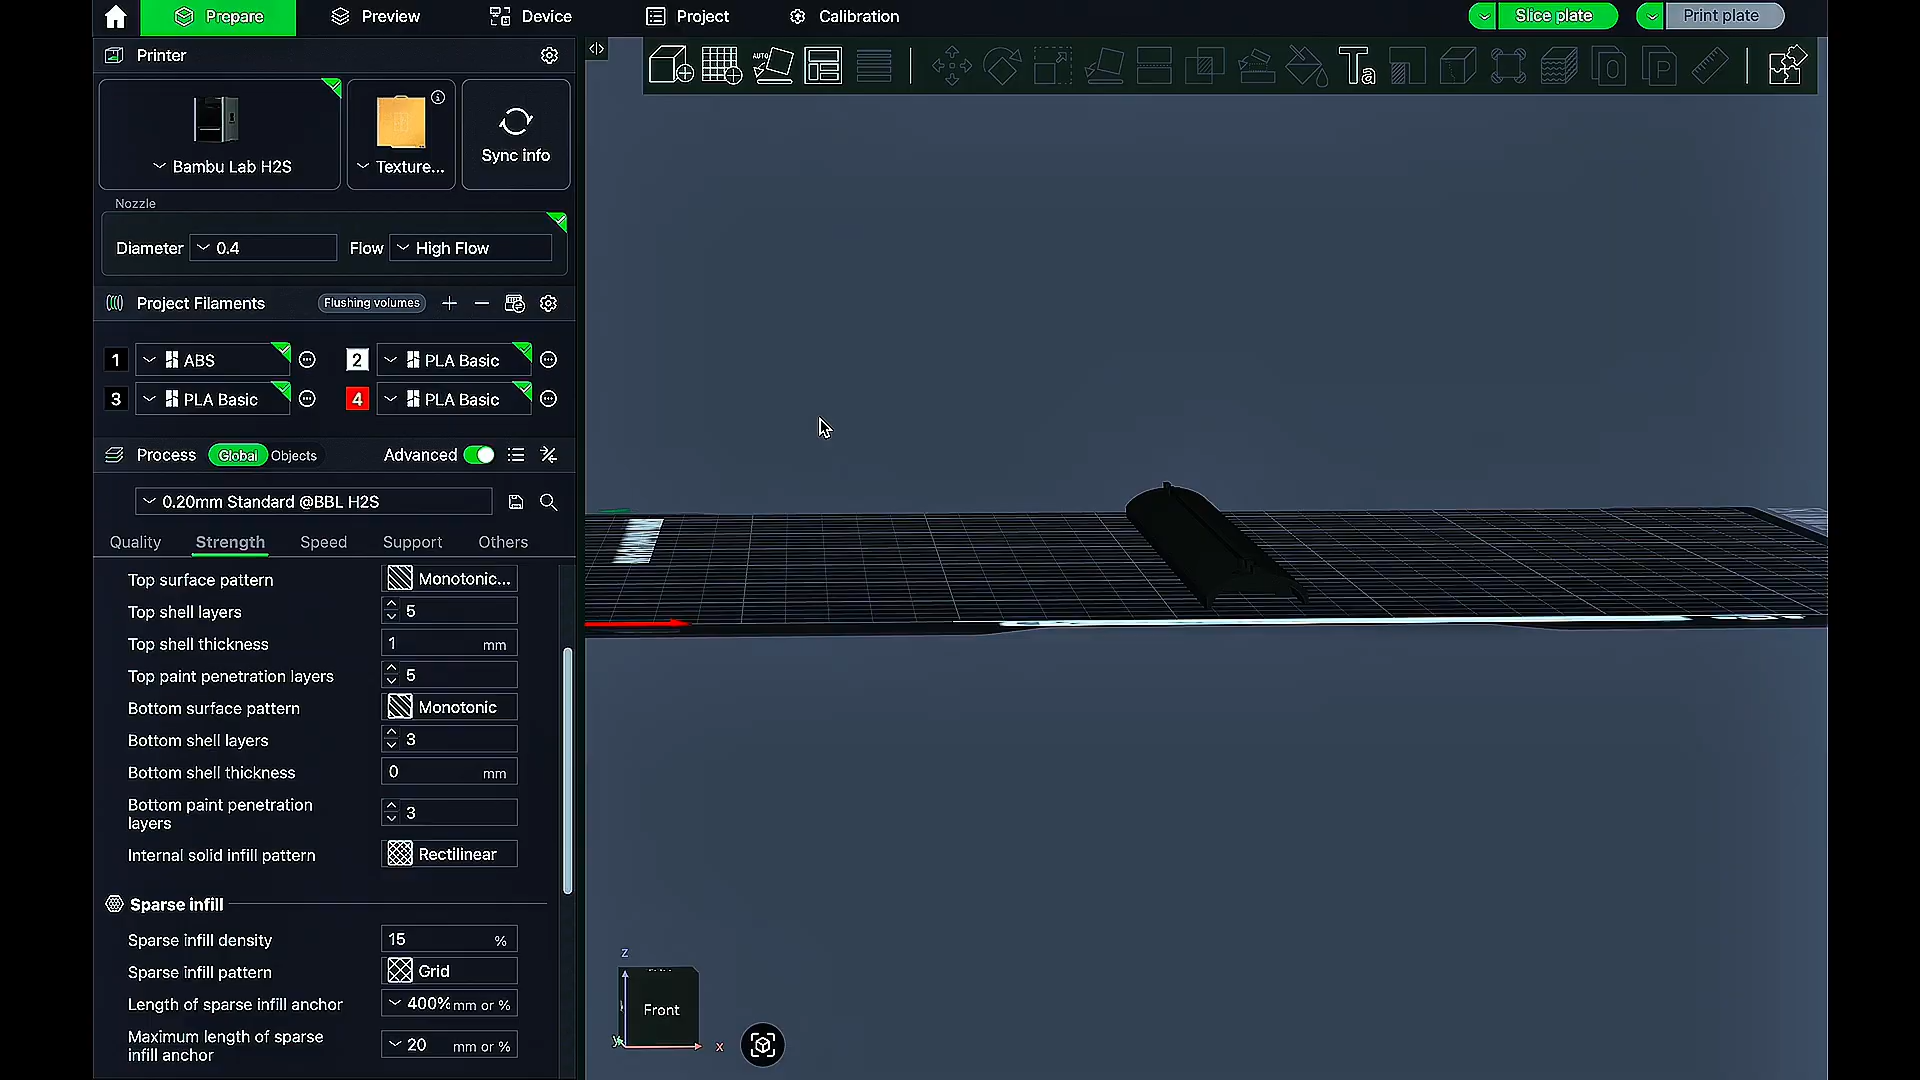 Prepare Preview Device Project Calibration Slice plate Print plate
Printer
AUTO
Bambu Lab H2S Texture... Sync info
Nozzle
Diameter 0.4 Flow High Flow
Project Filaments Flushing volumes
1 ABS 2 PLA Basic
3 PLA Basic 4 PLA Basic
Process Global Objects Advanced
0.20mm Standard @BBL H2S
Quality Strength Speed Support Others
Top surface pattern Monotonic...
Top shell layers 5
Top shell thickness 1 mm
Top paint penetration layers 5
Bottom surface pattern Monotonic
Bottom shell layers 3
Bottom shell thickness 0 mm
Bottom paint penetration
layers 3
Internal solid infill pattern Rectilinear
Sparse infill
Sparse infill density 15 %
Sparse infill pattern Grid
Length of sparse infill anchor 400% mm or %
Maximum length of sparse
infill anchor 20 mm or %
z
Front
y x